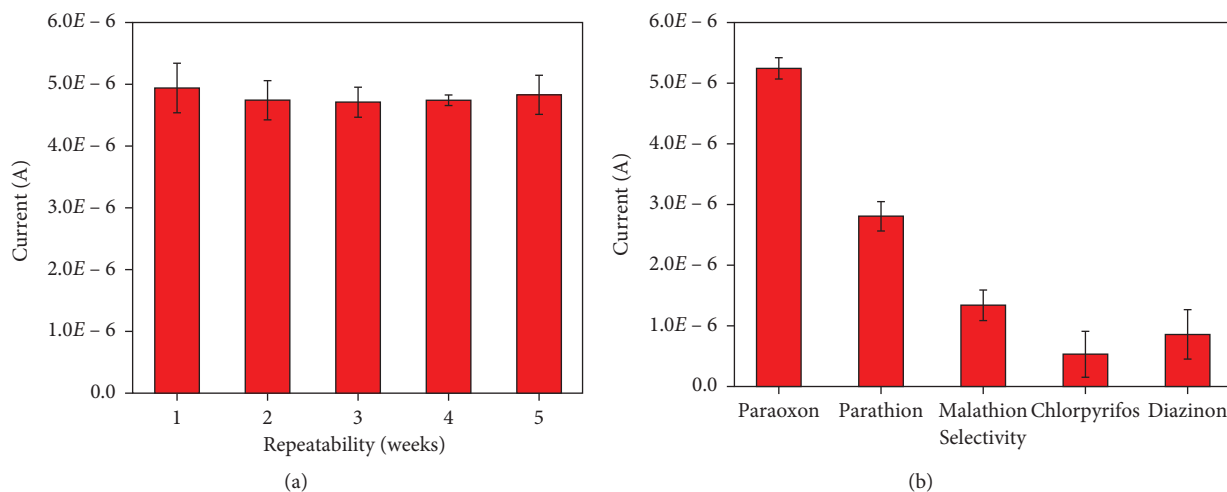 6.0E – 6
5.0E – 6
4.0E – 6
3.0E – 6
2.0E – 6
1.0E – 6
0.0
Current (A)
1 2 3 4 5
Repeatability (weeks)
(a)
6.0E – 6
5.0E – 6
4.0E – 6
3.0E – 6
2.0E – 6
1.0E – 6
0.0
Current (A)
Paraoxon Parathion Malathion Chlorpyrifos Diazinon
Selectivity
(b)